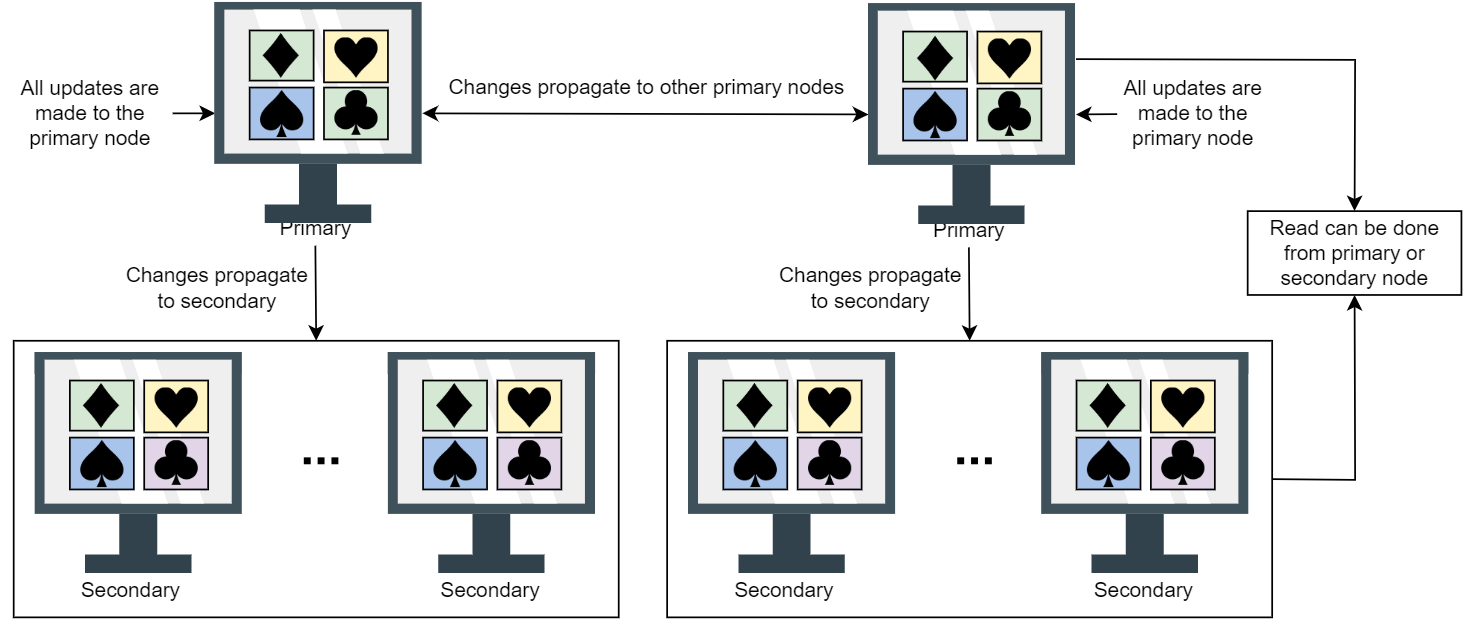 All updates are
made to the
primary node
Changes propagate to other primary nodes
All updates are
made to the
primary node
Primary
Primary
Read can be done
from primary or
secondary node
Changes propagate
to secondary
Changes propagate
to secondary
...
...
Secondary
Secondary
Secondary
Secondary